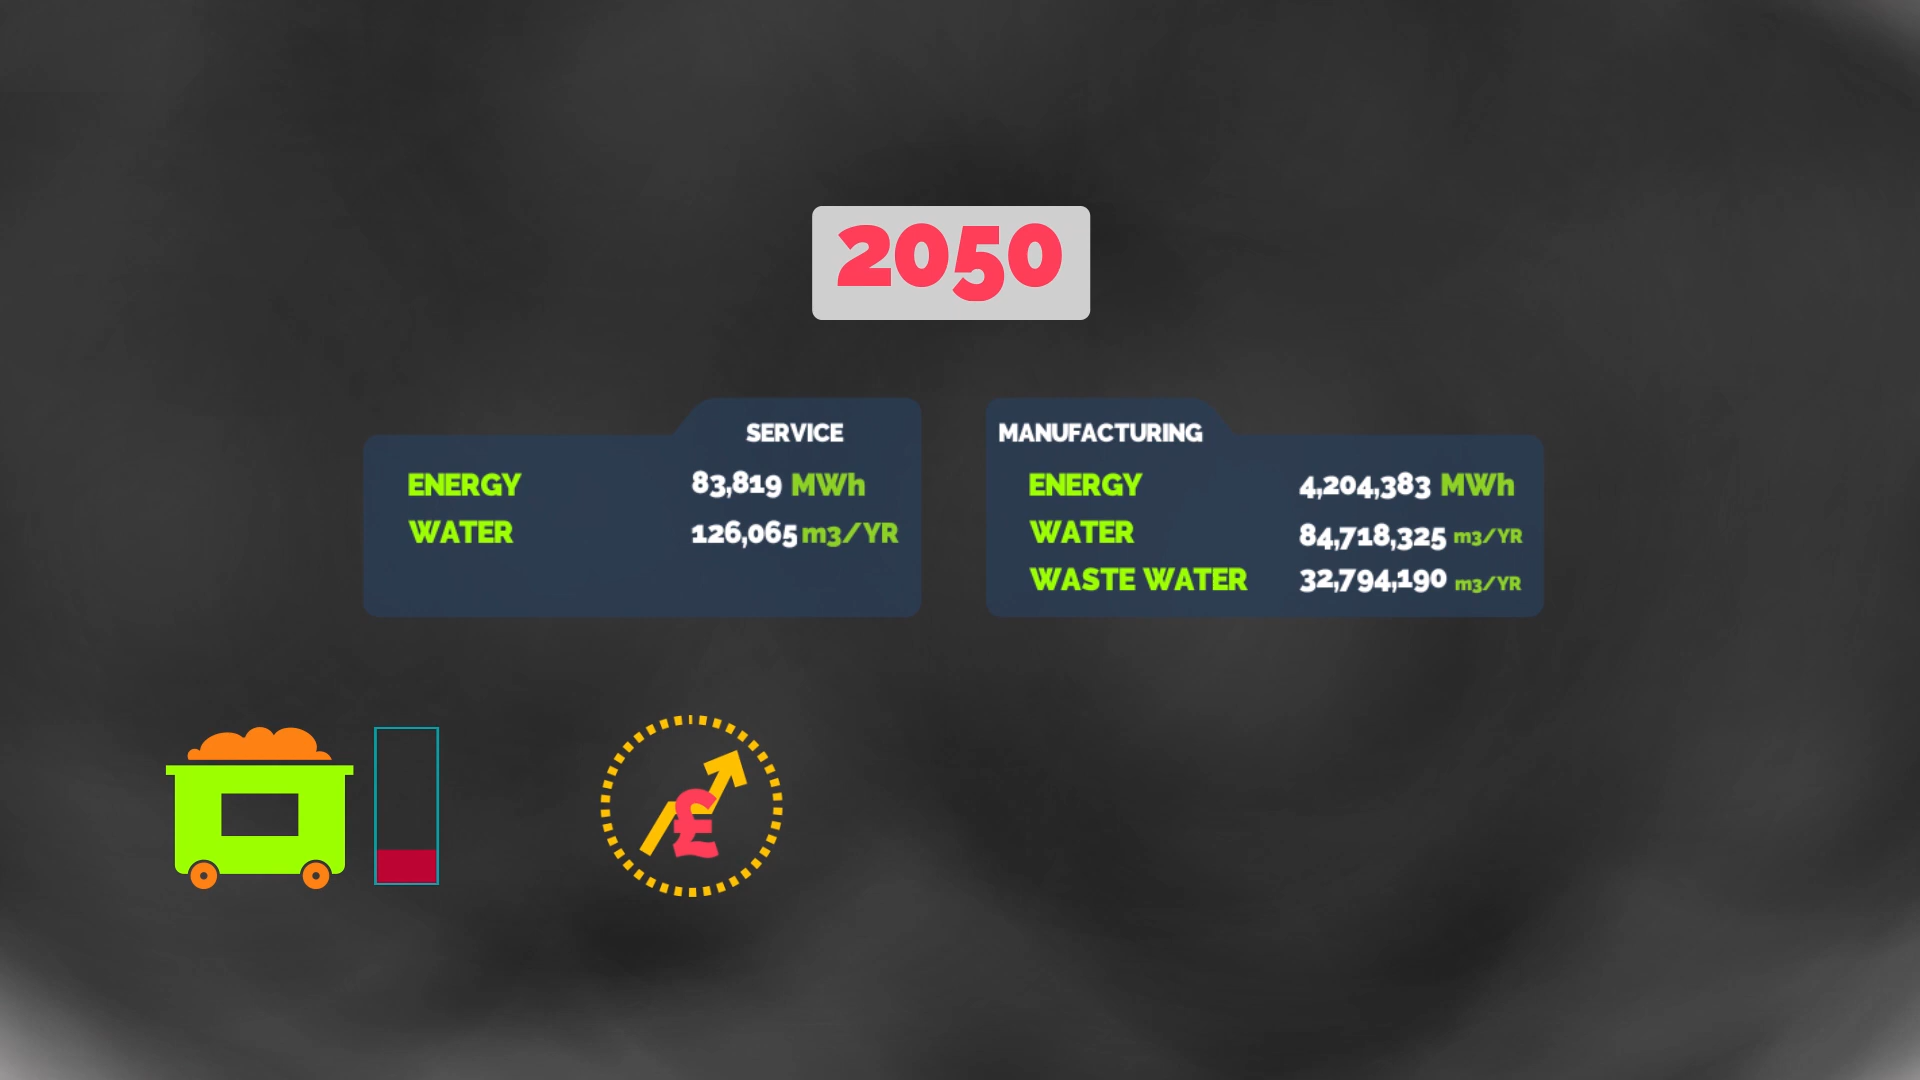 2050
SERVICE
ENERGY 83,819 MWh
WATER 126,065 m3/YR
MANUFACTURING
ENERGY 4,204,383 MWh
WATER 84,718,325 m3/YR
WASTE WATER 32,794,190 m3/YR
£